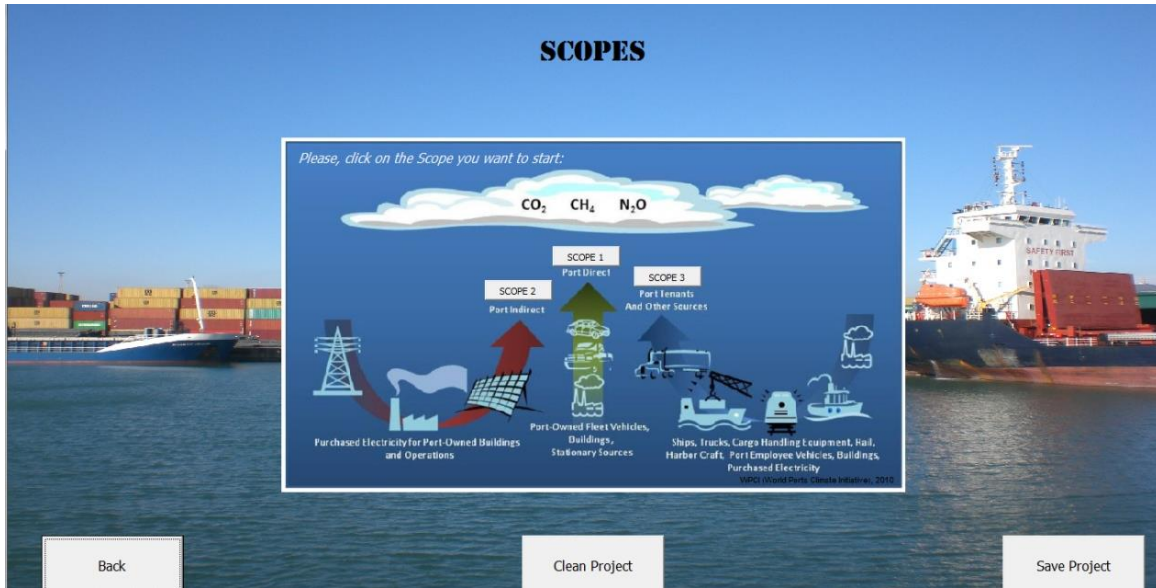 SCOPES
Please, click on the Scope you want to start:
CO₂ CH₄ N₂O
SCOPE 1
Port Direct
SCOPE 2
Port Indirect
SCOPE 3
Port Tenants
And Other Sources
SAFETY FIRST
Purchased Electricity for Port-Owned Buildings
and Operations
Port-Owned Fleet Vehicles,
Buildings,
Stationary Sources
Ships, Trucks, Cargo Handling Equipment, Rail,
Harbor Craft, Port Employee Vehicles, Buildings,
Purchased Electricity
WPCI (World Ports Climate Initiative), 2010
Back
Clean Project
Save Project